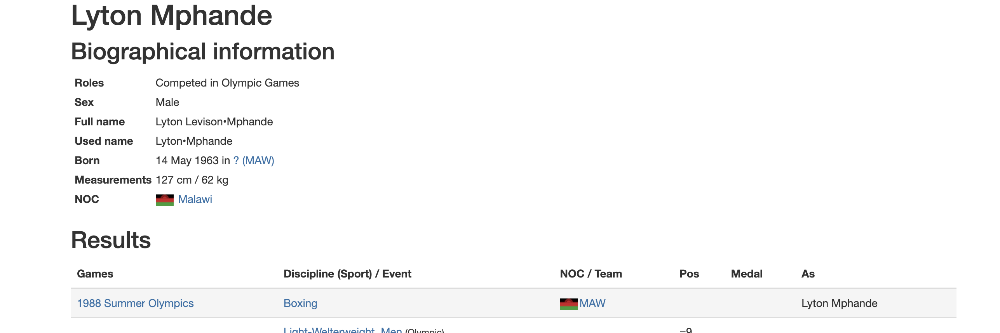 Lyton Mphande
Biographical information
Roles Competed in Olympic Games
Sex Male
Full name Lyton Levison•Mphande
Used name Lyton•Mphande
Born 14 May 1963 in ? (MAW)
Measurements 127 cm / 62 kg
NOC Malawi
Results
Games Discipline (Sport) / Event NOC / Team Pos Medal As
1988 Summer Olympics Boxing MAW Lyton Mphande
Light-Welterweight, Men (Olympic) –9